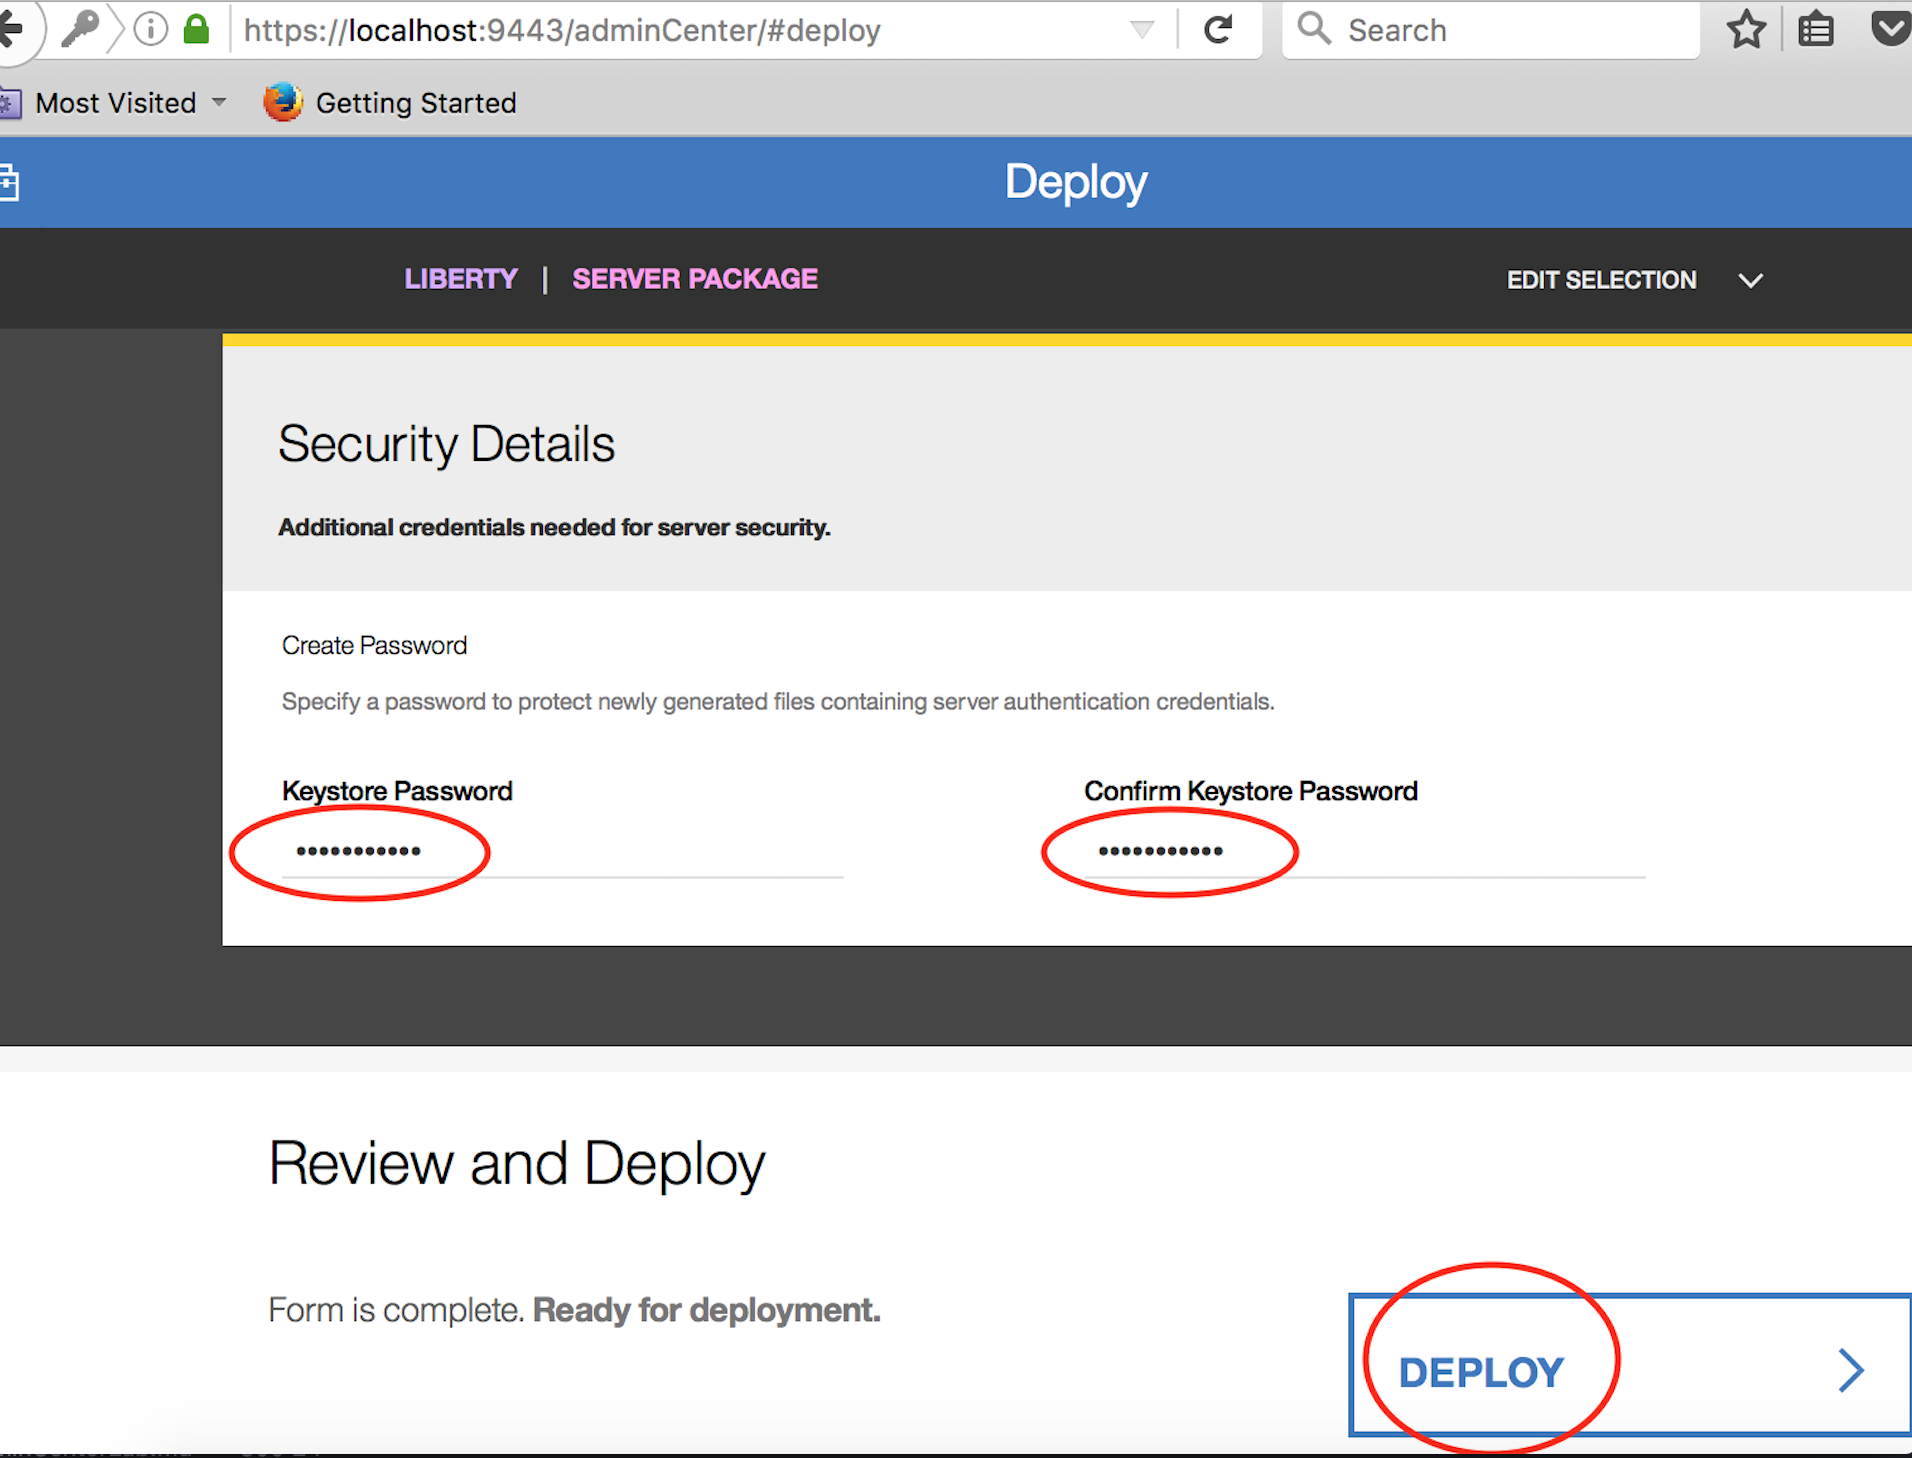 https://localhost:9443/adminCenter/#deploy
Search
Most Visited
Getting Started
Deploy
LIBERTY | SERVER PACKAGE
EDIT SELECTION
Security Details
Additional credentials needed for server security.
Create Password
Specify a password to protect newly generated files containing server authentication credentials.
Keystore Password
Confirm Keystore Password
•••••••••••
•••••••••••
Review and Deploy
Form is complete. Ready for deployment.
DEPLOY